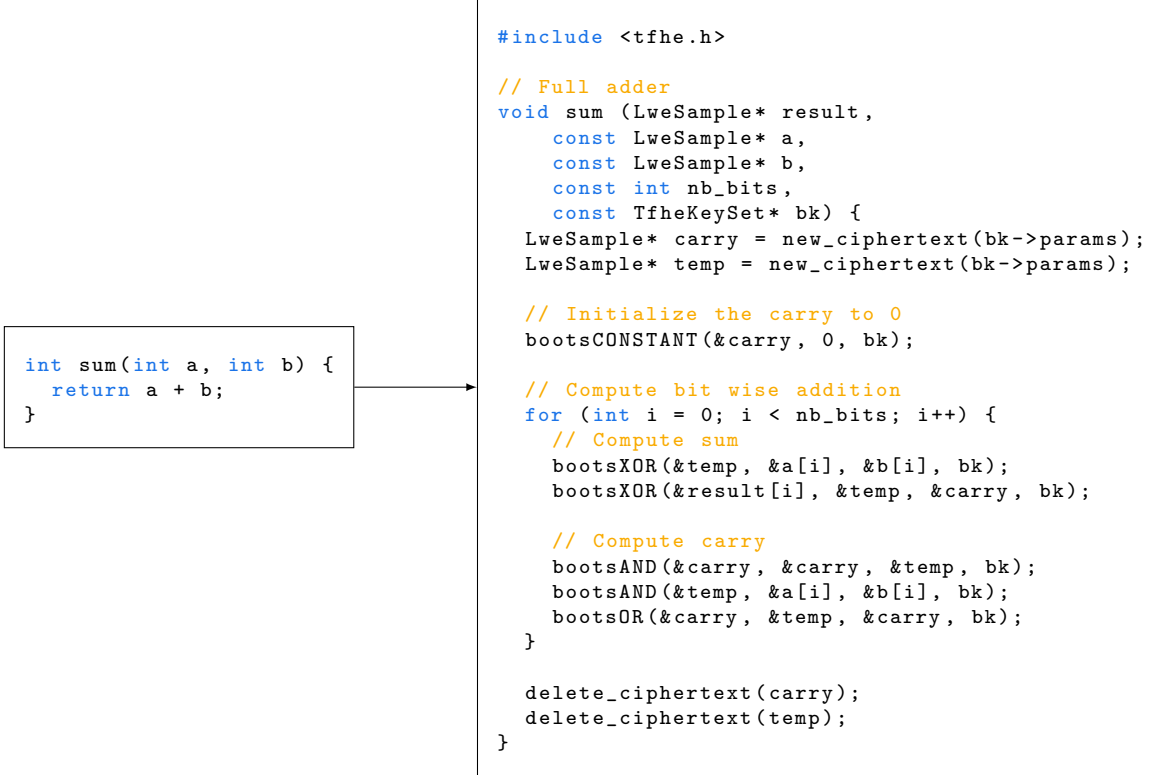 int sum(int a, int b) {
  return a + b;
}
#include <tfhe.h>

// Full adder
void sum (LweSample* result,
    const LweSample* a,
    const LweSample* b,
    const int nb_bits,
    const TfheKeySet* bk) {
  LweSample* carry = new_ciphertext(bk->params);
  LweSample* temp = new_ciphertext(bk->params);

  // Initialize the carry to 0
  bootsCONSTANT(&carry, 0, bk);

  // Compute bit wise addition
  for (int i = 0; i < nb_bits; i++) {
    // Compute sum
    bootsXOR(&temp, &a[i], &b[i], bk);
    bootsXOR(&result[i], &temp, &carry, bk);

    // Compute carry
    bootsAND(&carry, &carry, &temp, bk);
    bootsAND(&temp, &a[i], &b[i], bk);
    bootsOR(&carry, &temp, &carry, bk);
  }

  delete_ciphertext(carry);
  delete_ciphertext(temp);
}